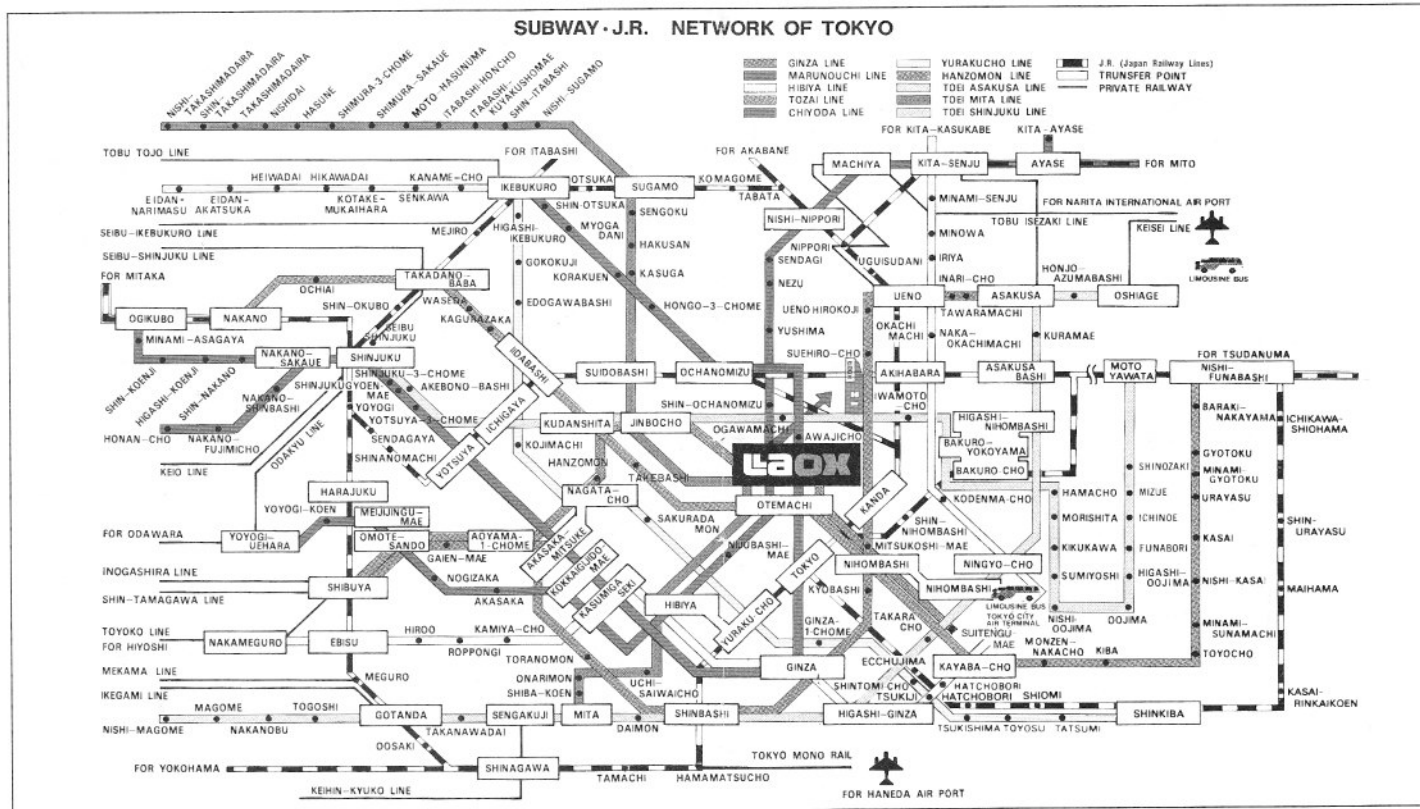 SUBWAY·J.R. NETWORK OF TOKYO
GINZA LINE
MARUNOUCHI LINE
HIBIYA LINE
TOZAI LINE
CHIYODA LINE
YURAKUCHO LINE
HANZOMON LINE
TOEI ASAKUSA LINE
TOEI MITA LINE
TOEI SHINJUKU LINE
J.R. (Japan Railway Lines)
TRANSFER POINT
PRIVATE RAILWAY
NISHI-TAKASHIMADAIRA
SHIN-TAKASHIMADAIRA
TAKASHIMADAIRA
NISHIDAI
HASUNE
SHIMURA-3-CHOME
SHIMURA-SAKAUE
MOTO-HASUNUMA
ITABASHI-HONCHO
ITABASHI-KUYAKUSHOMAE
SHIN-ITABASHI
NISHI-SUGAMO
FOR KITA-KASUKABE
KITA-AYASE
TOBU TOJO LINE
FOR ITABASHI
FOR AKABANE
MACHIYA
KITA-SENJU
AYASE
FOR MITO
HEIWADAI
HIKAWADAI
KANAME-CHO
IKEBUKURO
OTSUKA
SUGAMO
KOMAGOME
TABATA
EIDAN-NARIMASU
EIDAN-AKATSUKA
KOTAKE-MUKAIHARA
SENKAWA
SHIN-OTSUKA
SENGOKU
NISHI-NIPPORI
MINAMI-SENJU
FOR NARITA INTERNATIONAL AIR PORT
TOBU ISEZAKI LINE
KEISEI LINE
SEIBU-IKEBUKURO LINE
MEJIRO
HIGASHI-IKEBUKURO
MYOGADANI
HAKUSAN
NIPPORI
SENDAGI
UGUISUDANI
MINOWA
SEIBU-SHINJUKU LINE
GOKOKUJI
KORAKUEN
KASUGA
IRIYA
LIMOUSINE BUS
FOR MITAKA
TAKADANO-BABA
OCHIAI
WASEDA
EDOGAWABASHI
HONGO-3-CHOME
NEZU
INARI-CHO
HONJO-AZUMABASHI
UENO
ASAKUSA
OSHIAGE
TAWARAMACHI
SHIN-OKUBO
KAGURAZAKA
UENOHIROKOJI
OGIKUBO
NAKANO
MINAMI-ASAGAYA
SEIBU SHINJUKU
YUSHIMA
OKACHIMACHI
NAKA-OKACHIMACHI
KURAMAE
NAKANO-SAKAUE
SHINJUKU
IIDABASHI
SUEHIRO-CHO
FOR TSUDANUMA
SHINJUKU-3-CHOME
AKEBONO-BASHI
SUIDOBASHI
OCHANOMIZU
AKIHABARA
ASAKUSABASHI
MOTO YAWATA
NISHI-FUNABASHI
SHIN-KOENJI
HIGASHI-KOENJI
SHIN-NAKANO
NAKANO-SHINBASHI
SHINJUKUGYOEN-MAE
YOYOGI
YOTSUYA-3-CHOME
ICHIGAYA
SHIN-OCHANOMIZU
IWAMOTO-CHO
BARAKI-NAKAYAMA
ICHIKAWA-SHIOHAMA
HONAN-CHO
NAKANO-FUJIMICHO
SENDAGAYA
KUDANSHITA
JINBOCHO
OGAWAMACHI
HIGASHI-NIHOMBASHI
ODAKYU LINE
SHINANOMACHI
KOJIMACHI
AWAJICHO
BAKURO-YOKOYAMA
GYOTOKU
KEIO LINE
YOTSUYA
HANZOMON
TAKEBASHI
Laox
BAKURO-CHO
SHINOZAKI
MINAMI-GYOTOKU
HARAJUKU
NAGATA-CHO
OTEMACHI
KANDA
KODENMA-CHO
HAMACHO
MIZUE
URAYASU
YOYOGI-KOEN
MEIJIJINGU-MAE
SAKURADAMON
SHIN-NIHOMBASHI
MORISHITA
ICHINOE
SHIN-URAYASU
FOR ODAWARA
YOYOGI-UEHARA
OMOTE-SANDO
AOYAMA-1-CHOME
AKASAKA-MITSUKE
NIJUBASHI-MAE
MITSUKOSHI-MAE
KIKUKAWA
FUNABORI
KASAI
GAIEN-MAE
KOKKAIGUIDO-MAE
TOKYO
NIHOMBASHI
NINGYO-CHO
INOGASHIRA LINE
SHIBUYA
NOGIZAKA
KASUMIGASEKI
KYOBASHI
NIHOMBASHI
SUMIYOSHI
HIGASHI-OOJIMA
NISHI-KASAI
MAIHAMA
SHIN-TAMAGAWA LINE
AKASAKA
HIBIYA
YURAKU-CHO
LIMOUSINE BUS
TOKYO CITY AIR TERMINAL
TAKARACHO
NISHI-OOJIMA
OOJIMA
TOYOKO LINE
FOR HIYOSHI
NAKAMEGURO
EBISU
HIROO
KAMIYA-CHO
ROPPONGI
GINZA-1-CHOME
SUITENGU-MAE
MONZEN-NAKACHO
MINAMI-SUNAMACHI
TORANOMON
ECCHUJIMA
KIBA
TOYOCHO
MEKAMA LINE
MEGURO
ONARIMON
UCHI-SAIWAICHO
GINZA
KAYABA-CHO
IKEGAMI LINE
SHIBA-KOEN
SHINTOMI-CHO
TSUKIJI
HATCHOBORI
HATCHOBORI
SHIOMI
KASAI-RINKAIKOEN
MAGOME
TOGOSHI
GOTANDA
SENGAKUJI
MITA
SHINBASHI
HIGASHI-GINZA
SHINKIBA
NISHI-MAGOME
NAKANOBU
TAKANAWADAI
DAIMON
TSUKISHIMA
TOYOSU
TATSUMI
OOSAKI
TOKYO MONO RAIL
FOR YOKOHAMA
SHINAGAWA
TAMACHI
HAMAMATSUCHO
KEIHIN-KYUKO LINE
FOR HANEDA AIR PORT